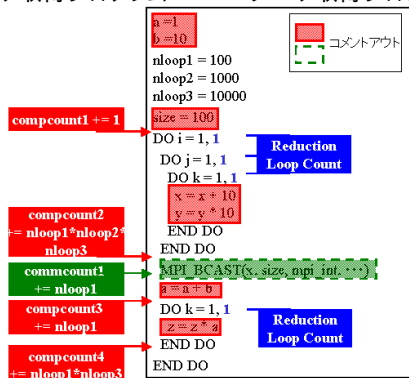 a =1
b =10
コメントアウト
nloop1 = 100
nloop2 = 1000
nloop3 = 10000
compcount1 += 1
size = 100
DO i = 1, 1
DO j = 1, 1
DO k = 1, 1
Reduction
Loop Count
x = x + 10
y = y * 10
END DO
END DO
compcount2
+= nloop1*nloop2*
nloop3
commcount1
+= nloop1
MPI_BCAST(x, size, mpi_int, ･･･)
a = a + b
compcount3
+= nloop1
DO k = 1, 1
z = z * a
END DO
Reduction
Loop Count
compcount4
+= nloop1*nloop3
END DO